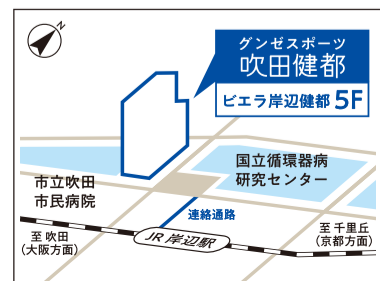 N
グンゼスポーツ
吹田健都
ビエラ岸辺健都 5F
国立循環器病
研究センター
市立吹田
市民病院
連絡通路
JR 岸辺駅
至 吹田
(大阪方面)
至 千里丘
(京都方面)